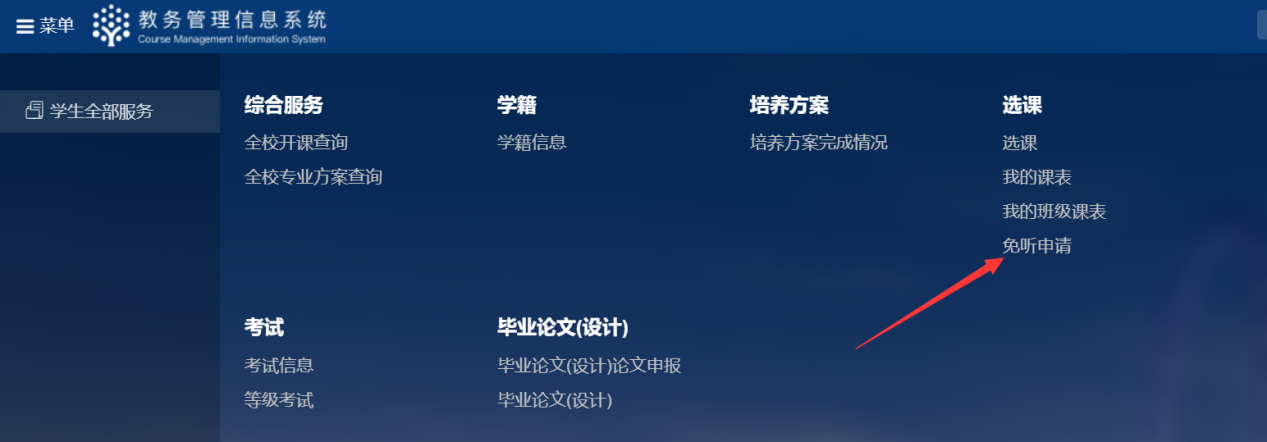 菜单
教务管理信息系统
Course Management Information System
学生全部服务
综合服务
全校开课查询
全校专业方案查询
学籍
学籍信息
培养方案
培养方案完成情况
选课
选课
我的课表
我的班级课表
免听申请
考试
考试信息
等级考试
毕业论文(设计)
毕业论文(设计)论文申报
毕业论文(设计)